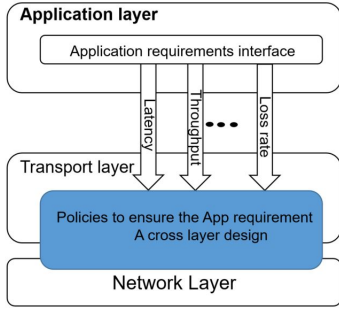 Application layer
Application requirements interface
Latency
Throughput
Loss rate
Transport layer
Policies to ensure the App requirement
A cross layer design
Network Layer